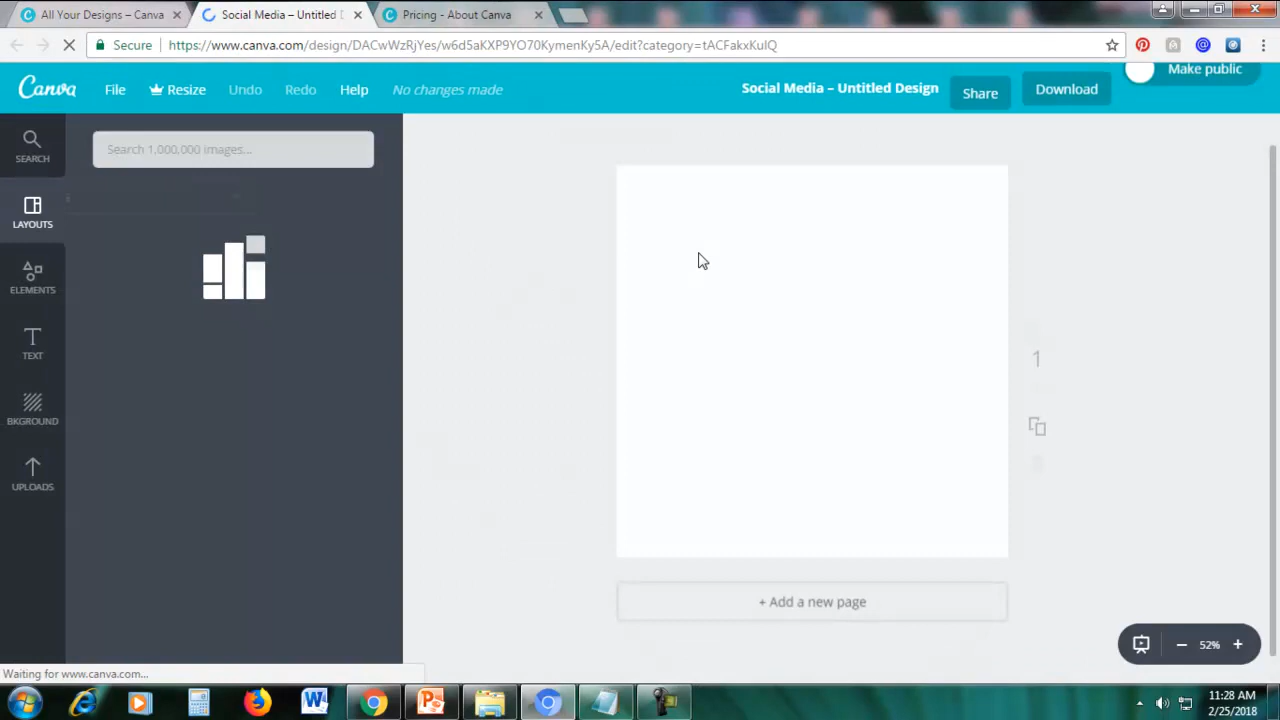 All Your Designs – Canva
Social Media – Untitled D
Pricing - About Canva
Secure
https://www.canva.com/design/DACwWzRjYes/w6d5aKXP9YO70KymenKy5A/edit?category=tACFakxKuIQ
Canva
File
Resize
Undo
Redo
Help
No changes made
Social Media – Untitled Design
Share
Download
Make public
SEARCH
Search 1,000,000 images...
LAYOUTS
ELEMENTS
TEXT
BKGROUND
UPLOADS
1
+ Add a new page
52%
Waiting for www.canva.com...
11:28 AM
2/25/2018